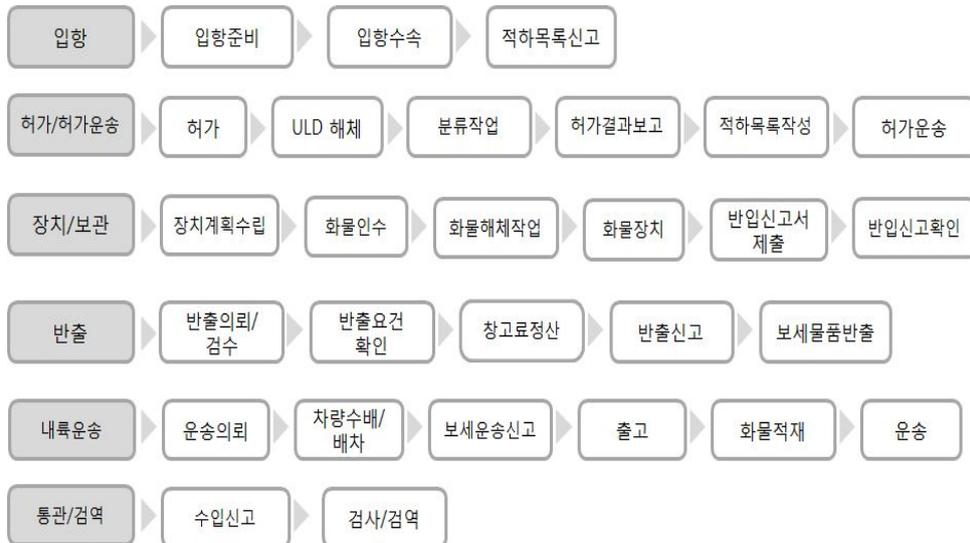 입항
입항준비
입항수속
적하목록신고
허가/허가운송
허가
ULD 해체
분류작업
허가결과보고
적하목록작성
허가운송
장치/보관
장치계획수립
화물인수
화물해체작업
화물장치
반입신고서
제출
반입신고확인
반출
반출의뢰/
검수
반출요건
확인
창고료정산
반출신고
보세물품반출
내륙운송
운송의뢰
차량수배/
배차
보세운송신고
출고
화물적재
운송
통관/검역
수입신고
검사/검역